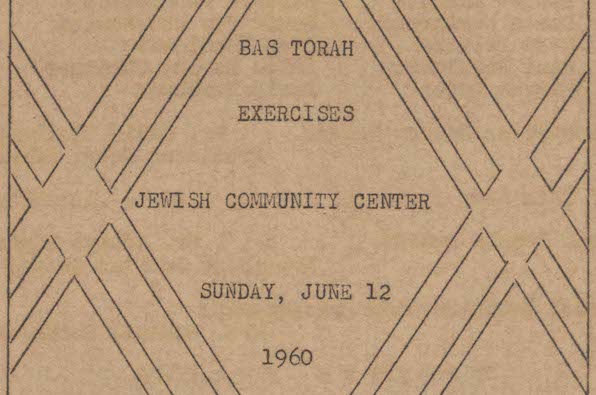 BAS TORAH
EXERCISES
JEWISH COMMUNITY CENTER
SUNDAY, JUNE 12
1960